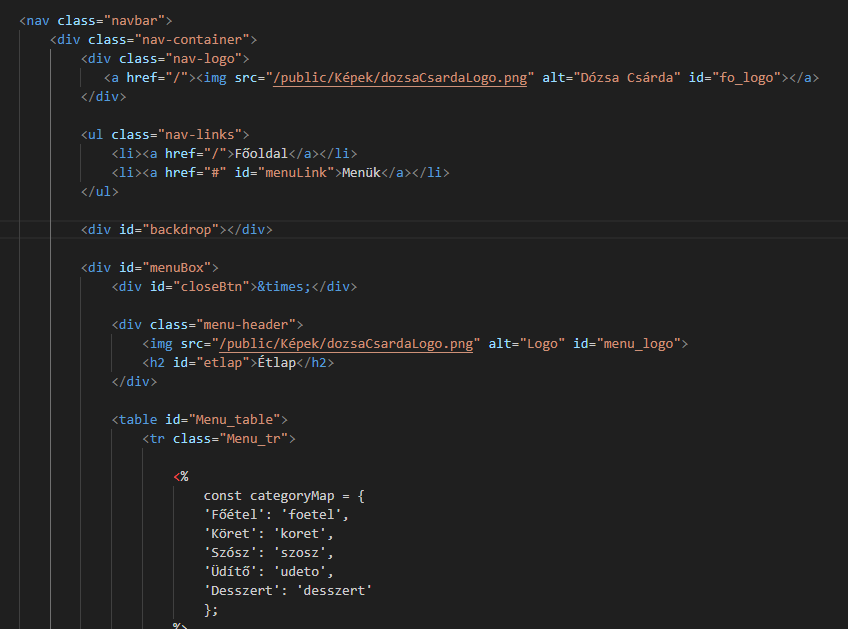 <nav class="navbar">
<div class="nav-container">
<div class="nav-logo">
<a href="/"><img src="/public/Képek/dozsaCsardaLogo.png" alt="Dózsa Csárda" id="fo_logo"></a>
</div>
<ul class="nav-links">
<li><a href="/">Főoldal</a></li>
<li><a href="#" id="menuLink">Menük</a></li>
</ul>
<div id="backdrop"></div>
<div id="menuBox">
<div id="closeBtn">&times;</div>
<div class="menu-header">
<img src="/public/Képek/dozsaCsardaLogo.png" alt="Logo" id="menu_logo">
<h2 id="etlap">Étlap</h2>
</div>
<table id="Menu_table">
<tr class="Menu_tr">
<%
const categoryMap = {
'Főétel': 'foetel',
'Köret': 'koret',
'Szósz': 'szosz',
'Üdítő': 'udeto',
'Desszert': 'desszert'
};
%>